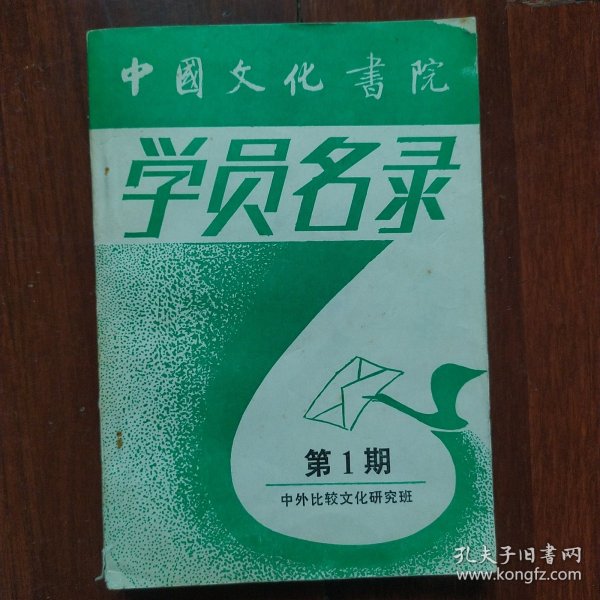 中國文化書院
学员名录
第1期
中外比较文化研究班
孔夫子旧书网
www.kongfz.com